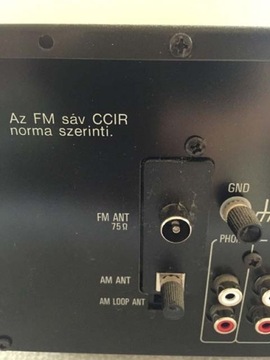 Az FM sáv CCIR
norma szerinti.
GND
FM ANT
75Ω
PHO
AM ANT
AM LOOP ANT